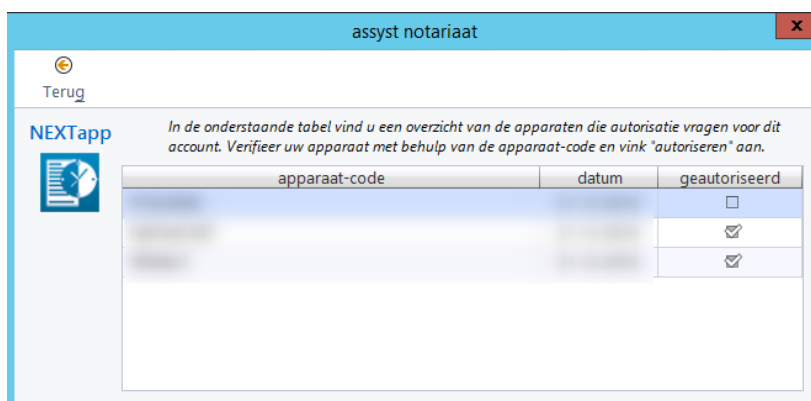 assyst notariaat
x
Terug
NEXTapp
In de onderstaande tabel vind u een overzicht van de apparaten die autorisatie vragen voor dit
account. Verifieer uw apparaat met behulp van de apparaat-code en vink "autoriseren" aan.
apparaat-code datum geautoriseerd